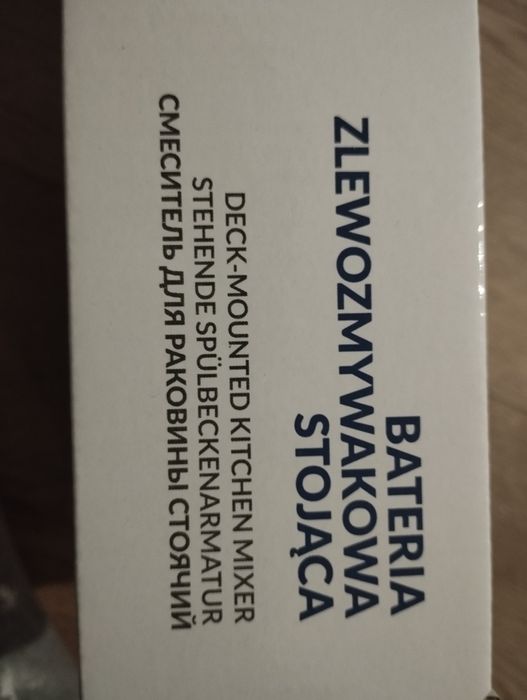 BATERIA
ZLEWOZMYWAKOWA
STOJĄCA
DECK-MOUNTED KITCHEN MIXER
STEHENDE SPÜLBECKENARMATUR
СМЕСИТЕЛЬ ДЛЯ РАКОВИНЫ СТОЯЧИЙ